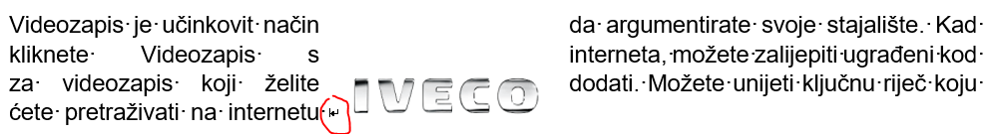 Videozapis je učinkovit način
kliknete Videozapis s
za videozapis koji želite
ćete pretraživati na internetu
IVECO
da argumentirate svoje stajalište. Kad
interneta, možete zalijepiti ugrađeni kod
dodati. Možete unijeti ključnu riječ koju